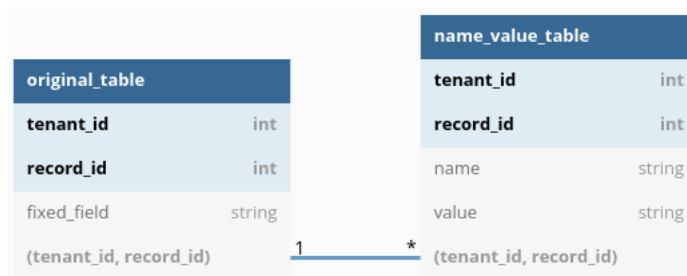 original_table
tenant_id int
record_id int
fixed_field string
(tenant_id, record_id)
1 *
name_value_table
tenant_id int
record_id int
name string
value string
(tenant_id, record_id)